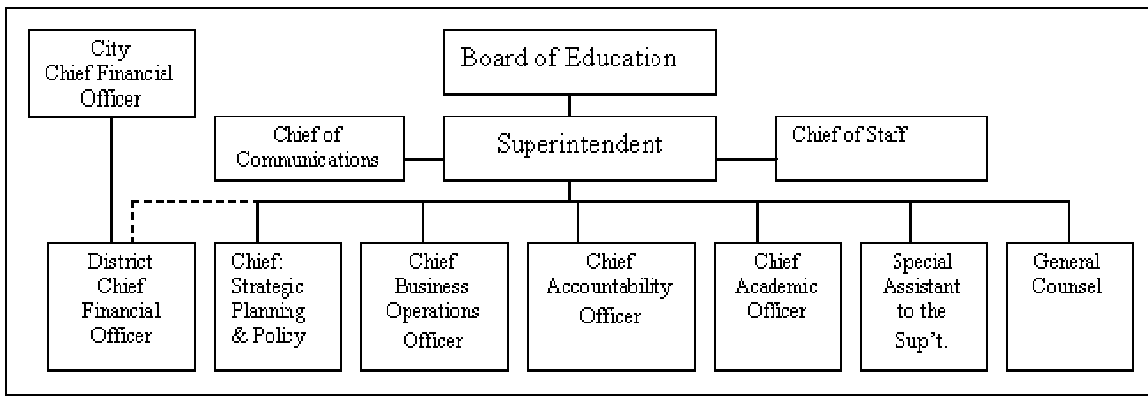 City
Chief Financial
Officer
Board of Education
Chief of
Communications
Superintendent
Chief of Staff
District
Chief
Financial
Officer
Chief:
Strategic
Planning
& Policy
Chief
Business
Operations
Officer
Chief
Accountability
Officer
Chief
Academic
Officer
Special
Assistant
to the
Sup't.
General
Counsel